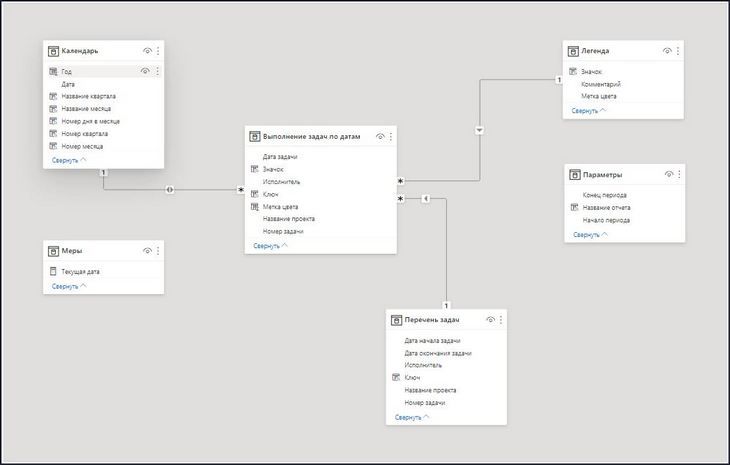 Календарь
Год
Дата
Название квартала
Название месяца
Номер дня в месяце
Номер квартала
Номер месяца
Свернуть
1
Меры
Текущая дата
Свернуть
Выполнение задач по датам
Дата задачи
Значок
Исполнитель
Ключ
Метка цвета
Название проекта
Номер задачи
Свернуть
*
*
*
1
Легенда
Значок
Комментарий
Метка цвета
Свернуть
Параметры
Конец периода
Название отчета
Начало периода
Свернуть
1
Перечень задач
Дата начала задачи
Дата окончания задачи
Исполнитель
Ключ
Название проекта
Номер задачи
Свернуть